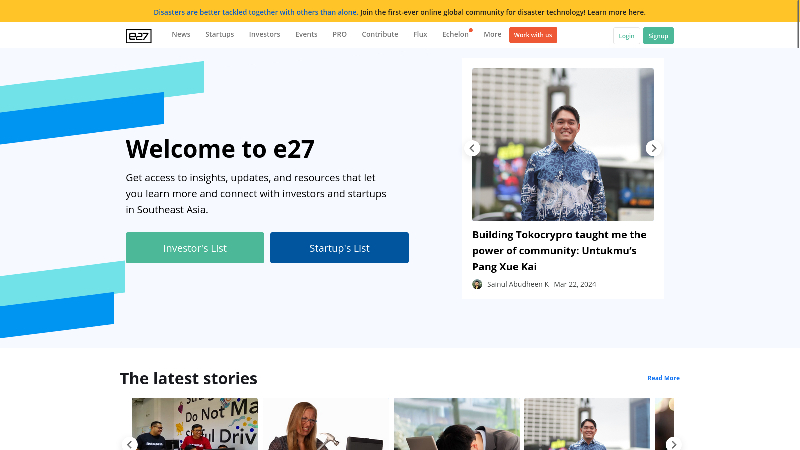 Disasters are better tackled together with others than alone. Join the first-ever online global community for disaster technology! Learn more here.
e27 News Startups Investors Events PRO Contribute Flux Echelon More Work with us Login Signup
Welcome to e27
Get access to insights, updates, and resources that let
you learn more and connect with investors and startups
in Southeast Asia.
Investor's List Startup's List
Building Tokocrypro taught me the
power of community: Untukmu's
Pang Xue Kai
Sainul Abudheen K Mar 22, 2024
The latest stories
Read More
Do Not Ma